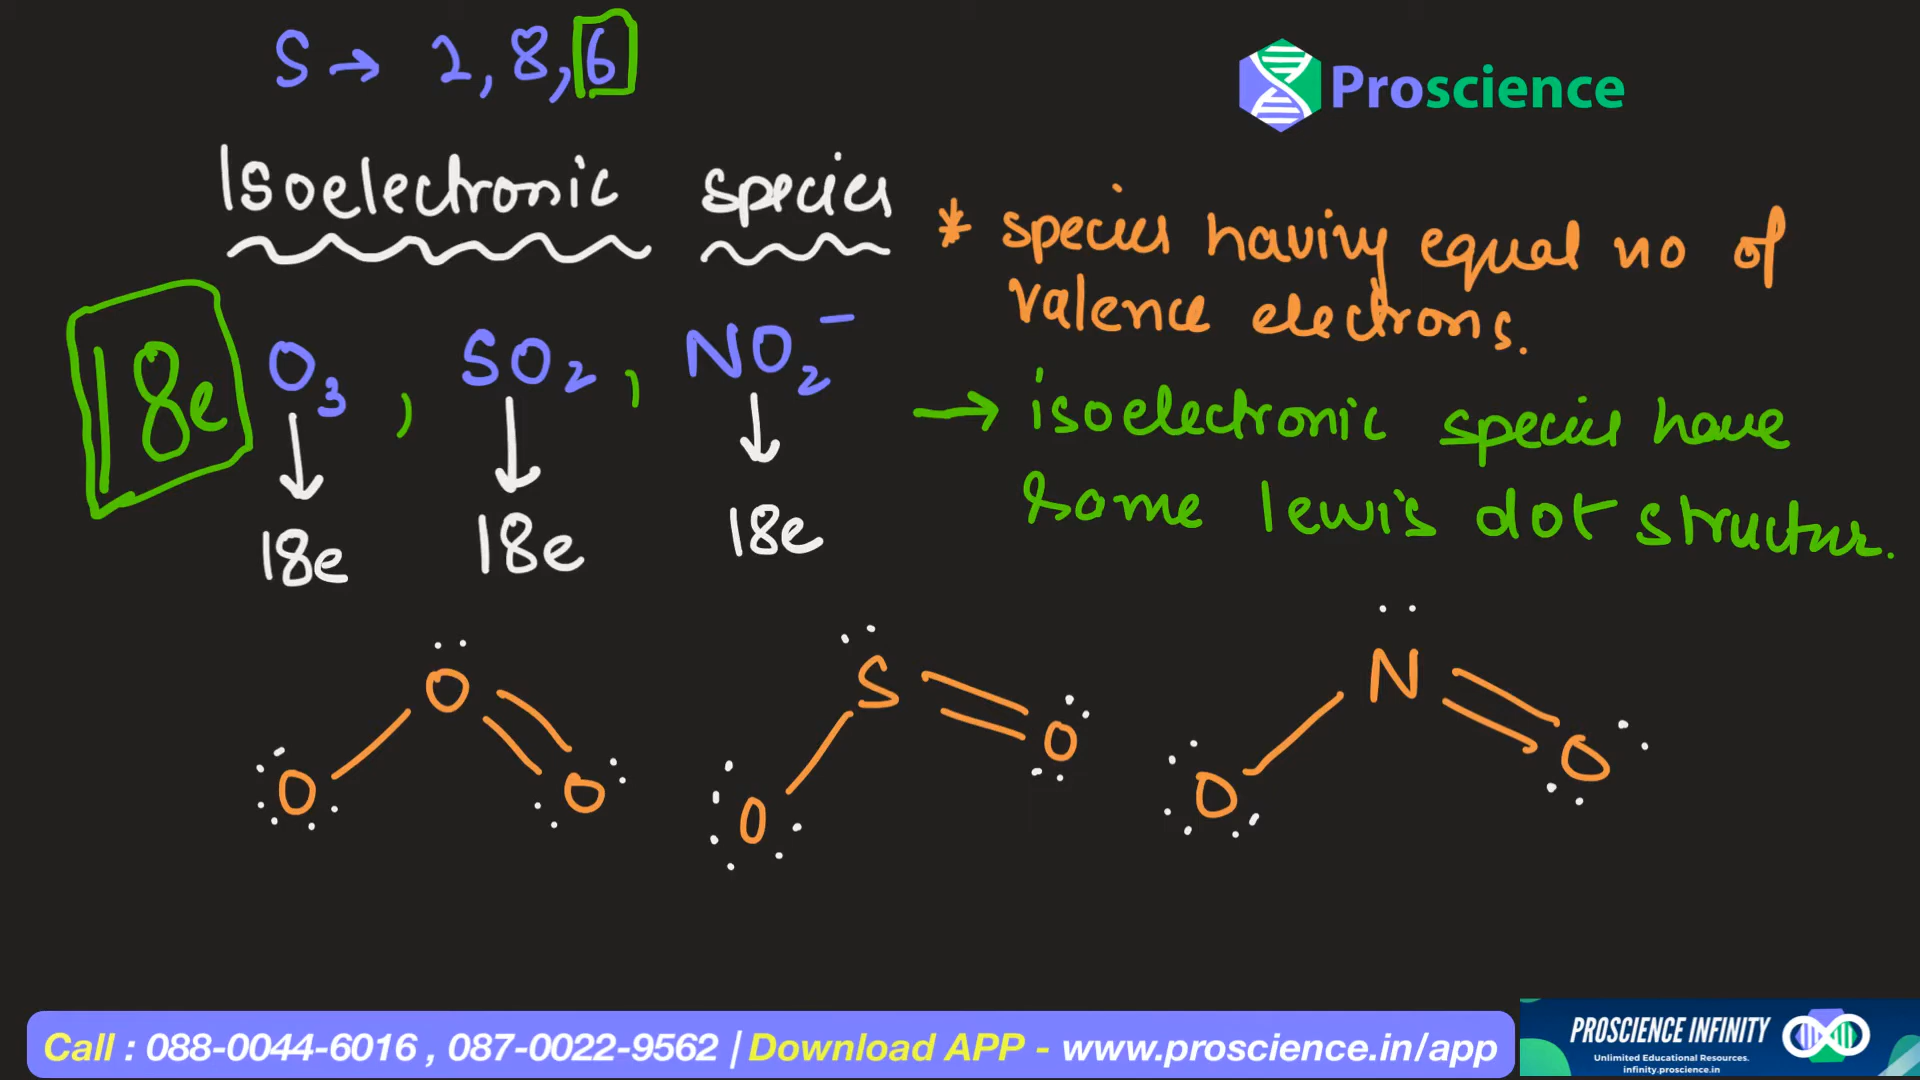 S → 2, 8, 6
Proscience
Isoelectronic species
* species having equal no of
valence electrons.
18e O₃ , SO₂ , NO₂⁻
→ isoelectronic species have
same lewis dot structur.
18e 18e 18e
O S N
O O O O O O
Call : 088-0044-6016 , 087-0022-9562 | Download APP - www.proscience.in/app
PROSCIENCE INFINITY
Unlimited Educational Resources.
infinity.proscience.in